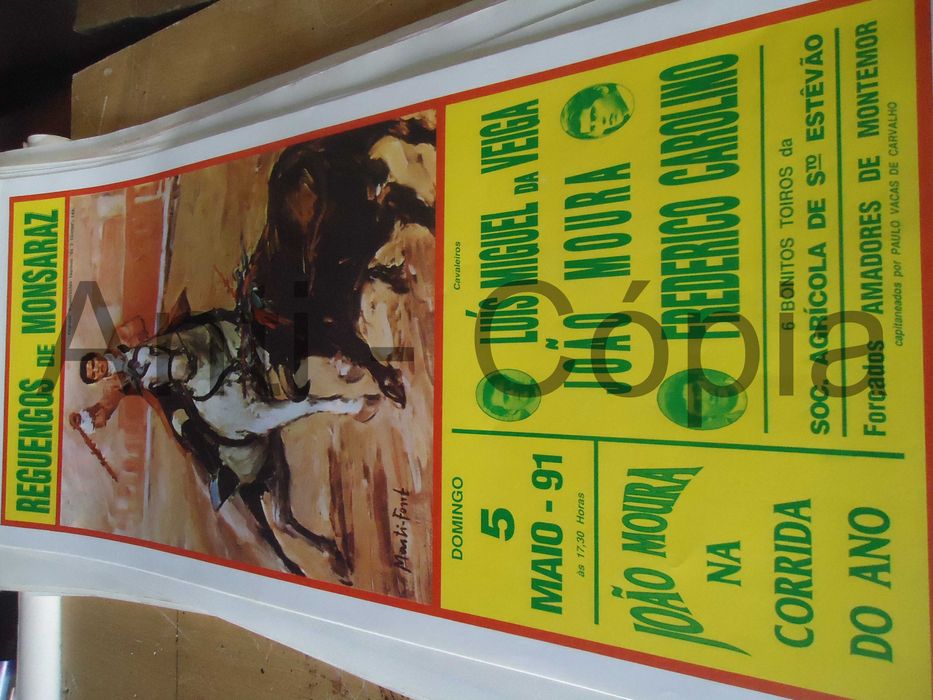 REGUENGOS DE MONSARAZ
Marti-Font
DOMINGO
5
MAIO - 91
às 17,30 Horas
JOÃO MOURA
NA
CORRIDA
DO ANO
Cavaleiros
LUÍS MIGUEL DA VEIGA
JOÃO MOURA
FREDERICO CAROLINO
6 BONITOS TOIROS da
SOC. AGRÍCOLA DE Sto ESTÊVÃO
Forcados AMADORES DE MONTEMOR
capitaneados por PAULO VACAS DE CARVALHO
Anti - Cópia